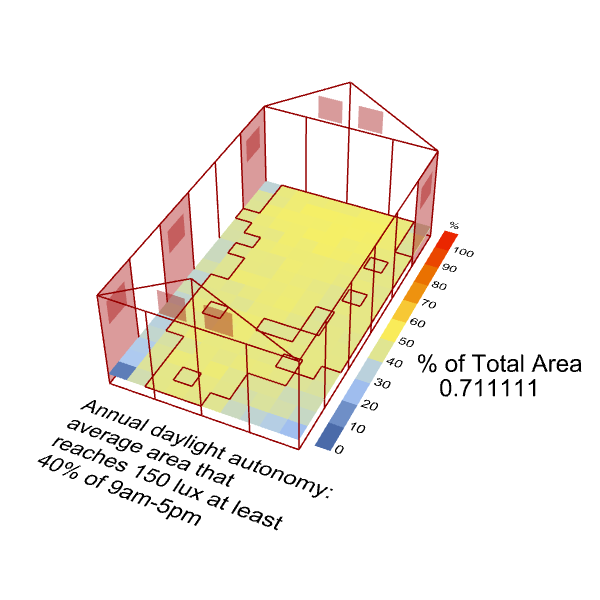 %
100
90
80
70
60
50
40
30
20
10
0
% of Total Area
0.711111
Annual daylight autonomy:
average area that
reaches 150 lux at least
40% of 9am-5pm